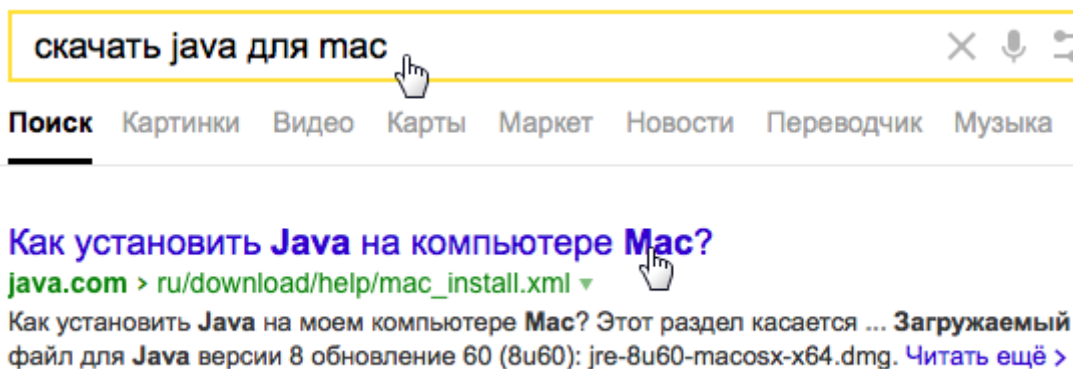 скачать java для mac
Поиск Картинки Видео Карты Маркет Новости Переводчик Музыка
Как установить Java на компьютере Mac?
java.com › ru/download/help/mac_install.xml
Как установить Java на моем компьютере Mac? Этот раздел касается ... Загружаемый
файл для Java версии 8 обновление 60 (8u60): jre-8u60-macosx-x64.dmg. Читать ещё ›